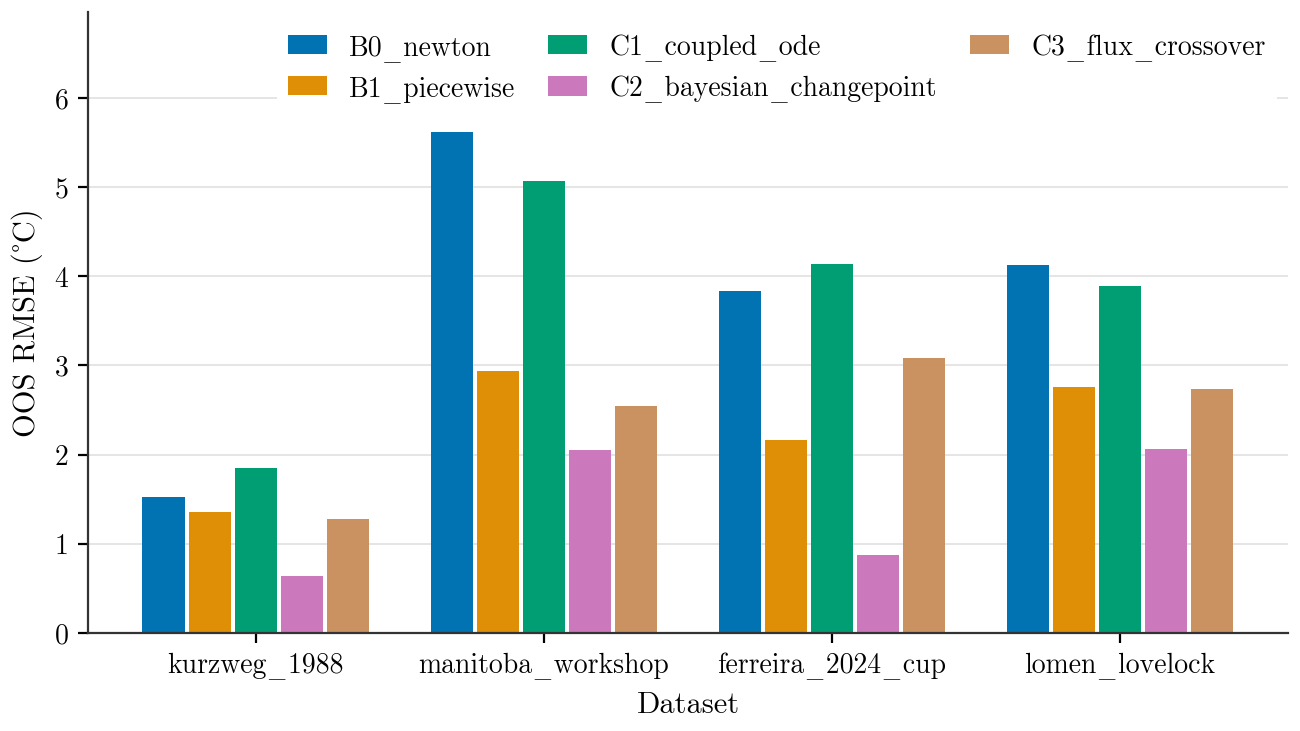 B0_newton
B1_piecewise
C1_coupled_ode
C2_bayesian_changepoint
C3_flux_crossover
OOS RMSE (°C)
6
5
4
3
2
1
0
kurzweg_1988
manitoba_workshop
ferreira_2024_cup
lomen_lovelock
Dataset